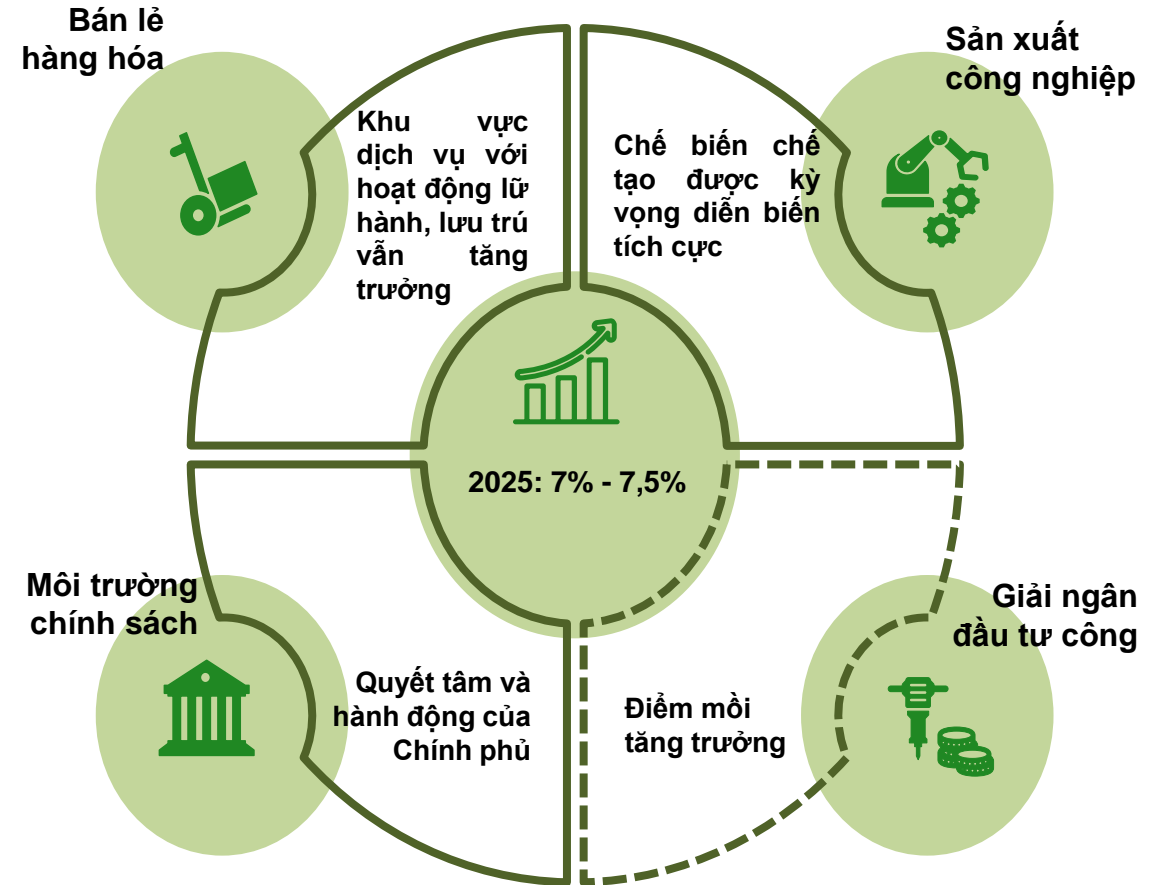 Bán lẻ
hàng hóa
Khu vực
dịch vụ với
hoạt động lữ
hành, lưu trú
vẫn tăng
trưởng
Sản xuất
công nghiệp
Chế biến chế
tạo được kỳ
vọng diễn biến
tích cực
2025: 7% - 7,5%
Môi trường
chính sách
Quyết tâm và
hành động của
Chính phủ
Giải ngân
đầu tư công
Điểm mồi
tăng trưởng